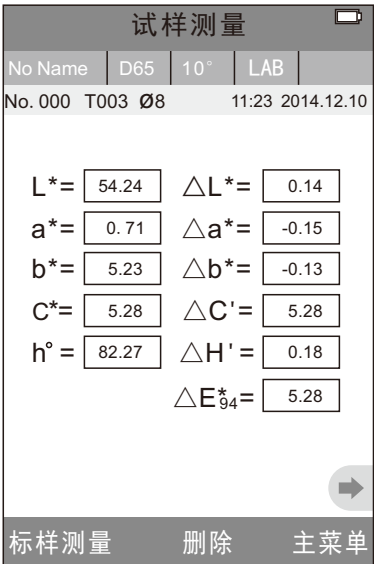 试样测量
No Name D65 10° LAB
No. 000 T003 Ø8 11:23 2014.12.10
L*= 54.24 △L*= 0.14
a*= 0. 71 △a*= -0.15
b*= 5.23 △b*= -0.13
C*= 5.28 △C'= 5.28
h° = 82.27 △H'= 0.18
△E*94= 5.28
标样测量 删除 主菜单